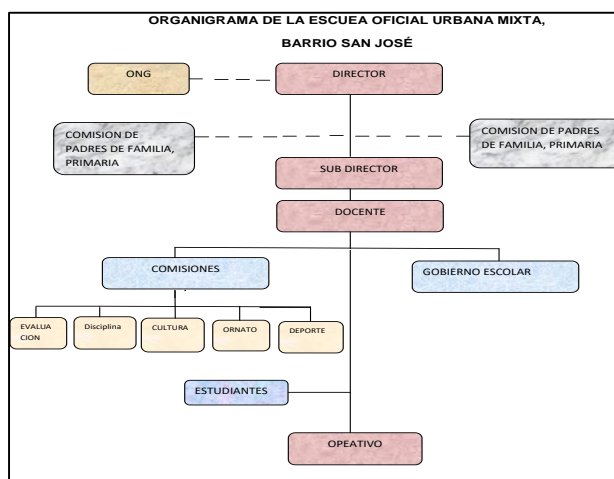 ORGANIGRAMA DE LA ESCUEA OFICIAL URBANA MIXTA,
BARRIO SAN JOSÉ
ONG
DIRECTOR
COMISION DE
PADRES DE FAMILIA,
PRIMARIA
COMISION DE PADRES
DE FAMILIA, PRIMARIA
SUB DIRECTOR
DOCENTE
COMISIONES
GOBIERNO ESCOLAR
EVALUA
CION
Disciplina
CULTURA
ORNATO
DEPORTE
ESTUDIANTES
OPEATIVO